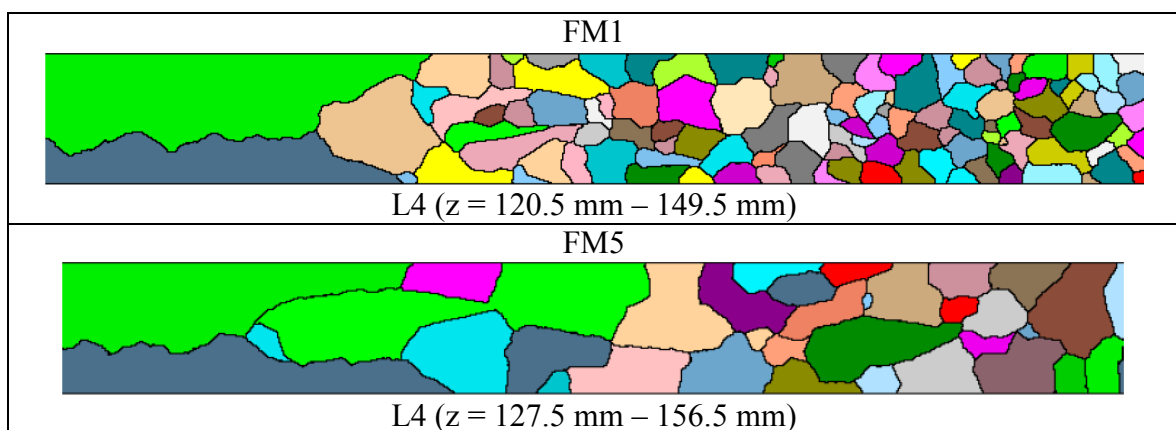 FM1
L4 (z = 120.5 mm – 149.5 mm)
FM5
L4 (z = 127.5 mm – 156.5 mm)